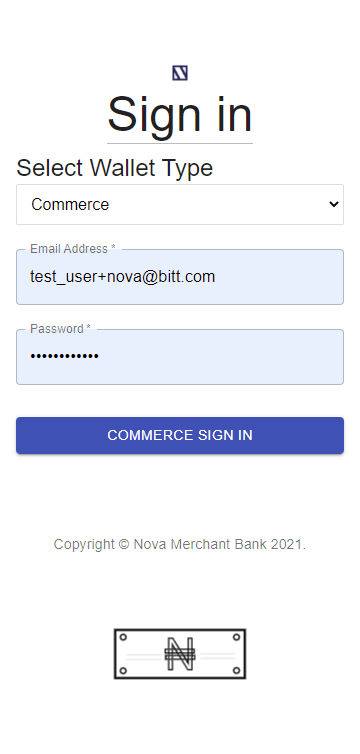 Sign in
Select Wallet Type
Commerce
Email Address *
test_user+nova@bitt.com
Password *
••••••••••••
COMMERCE SIGN IN
Copyright © Nova Merchant Bank 2021.
₦